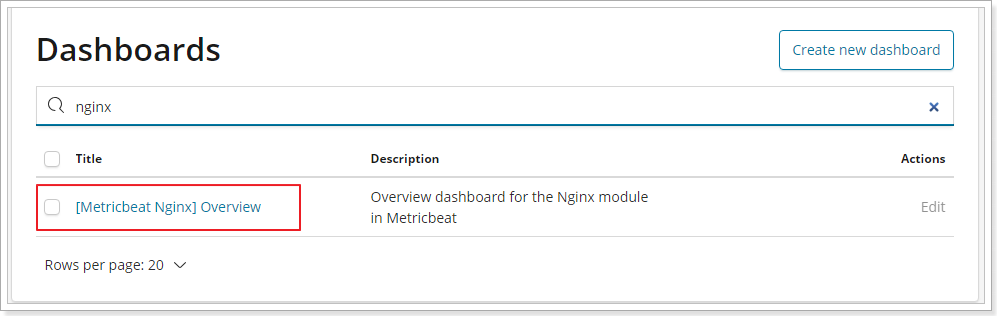 Dashboards
Create new dashboard
nginx
Title Description Actions
[Metricbeat Nginx] Overview
Overview dashboard for the Nginx module
in Metricbeat
Edit
Rows per page: 20